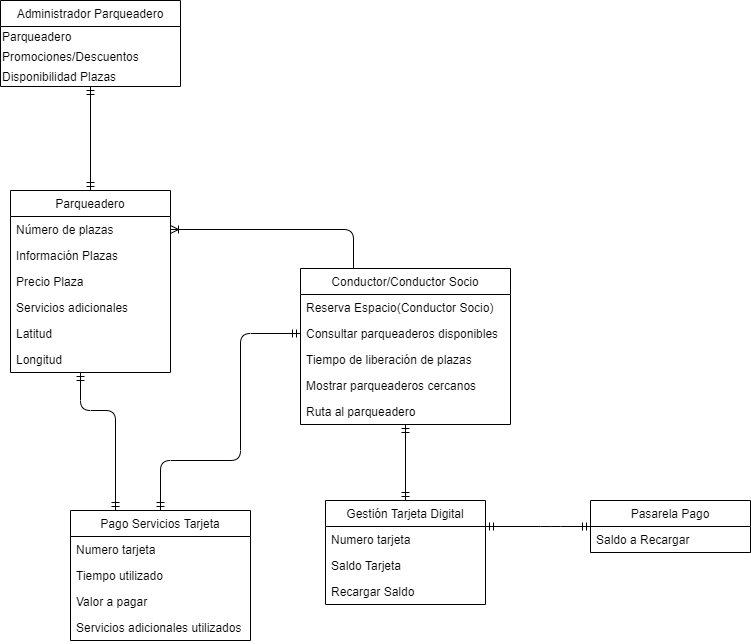 Administrador Parqueadero
Parqueadero
Promociones/Descuentos
Disponibilidad Plazas
Parqueadero
Número de plazas
Información Plazas
Precio Plaza
Servicios adicionales
Latitud
Longitud
Conductor/Conductor Socio
Reserva Espacio(Conductor Socio)
Consultar parqueaderos disponibles
Tiempo de liberación de plazas
Mostrar parqueaderos cercanos
Ruta al parqueadero
Pago Servicios Tarjeta
Numero tarjeta
Tiempo utilizado
Valor a pagar
Servicios adicionales utilizados
Gestión Tarjeta Digital
Numero tarjeta
Saldo Tarjeta
Recargar Saldo
Pasarela Pago
Saldo a Recargar